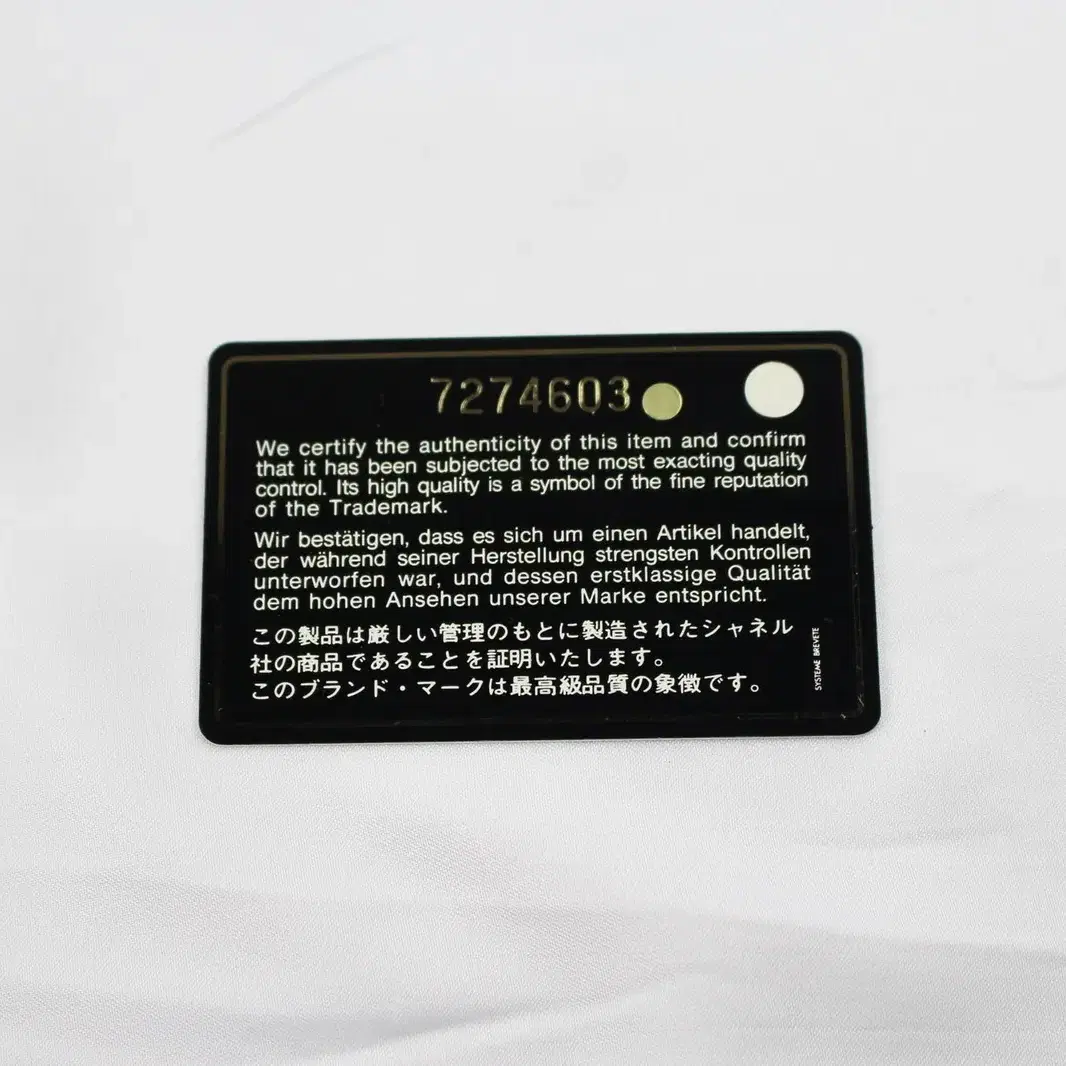 7274603
We certify the authenticity of this item and confirm
that it has been subjected to the most exacting quality
control. Its high quality is a symbol of the fine reputation
of the Trademark.
Wir bestätigen, dass es sich um einen Artikel handelt,
der während seiner Herstellung strengsten Kontrollen
unterworfen war, und dessen erstklassige Qualität
dem hohen Ansehen unserer Marke entspricht.
この製品は厳しい管理のもとに製造されたシャネル
社の商品であることを証明いたします。
このブランド・マークは最高級品質の象徴です。
SYSTEME BREVETE